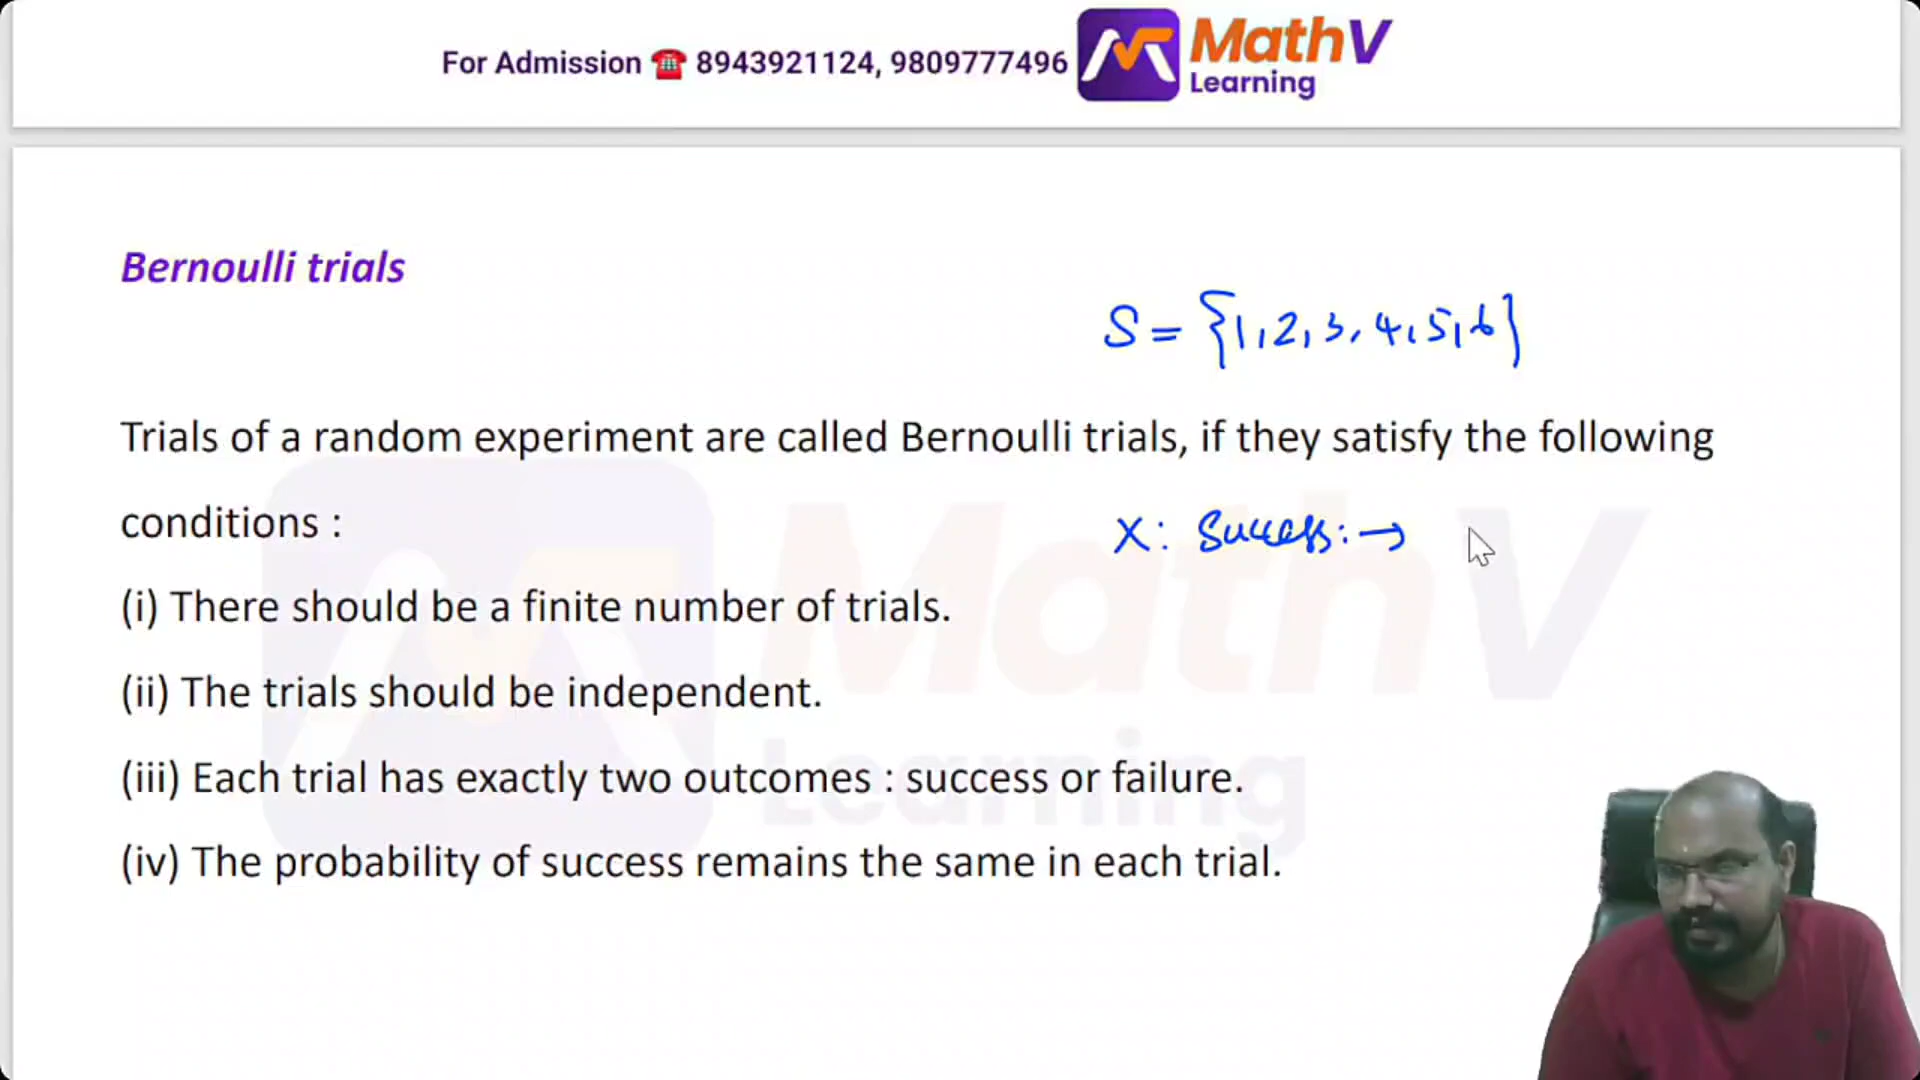 For Admission ☎ 8943921124, 9809777496
MathV
Learning
Bernoulli trials
S = {1, 2, 3, 4, 5, 6}
Trials of a random experiment are called Bernoulli trials, if they satisfy the following
conditions :
X: Success: →
(i) There should be a finite number of trials.
(ii) The trials should be independent.
(iii) Each trial has exactly two outcomes : success or failure.
(iv) The probability of success remains the same in each trial.
MathV
Learning